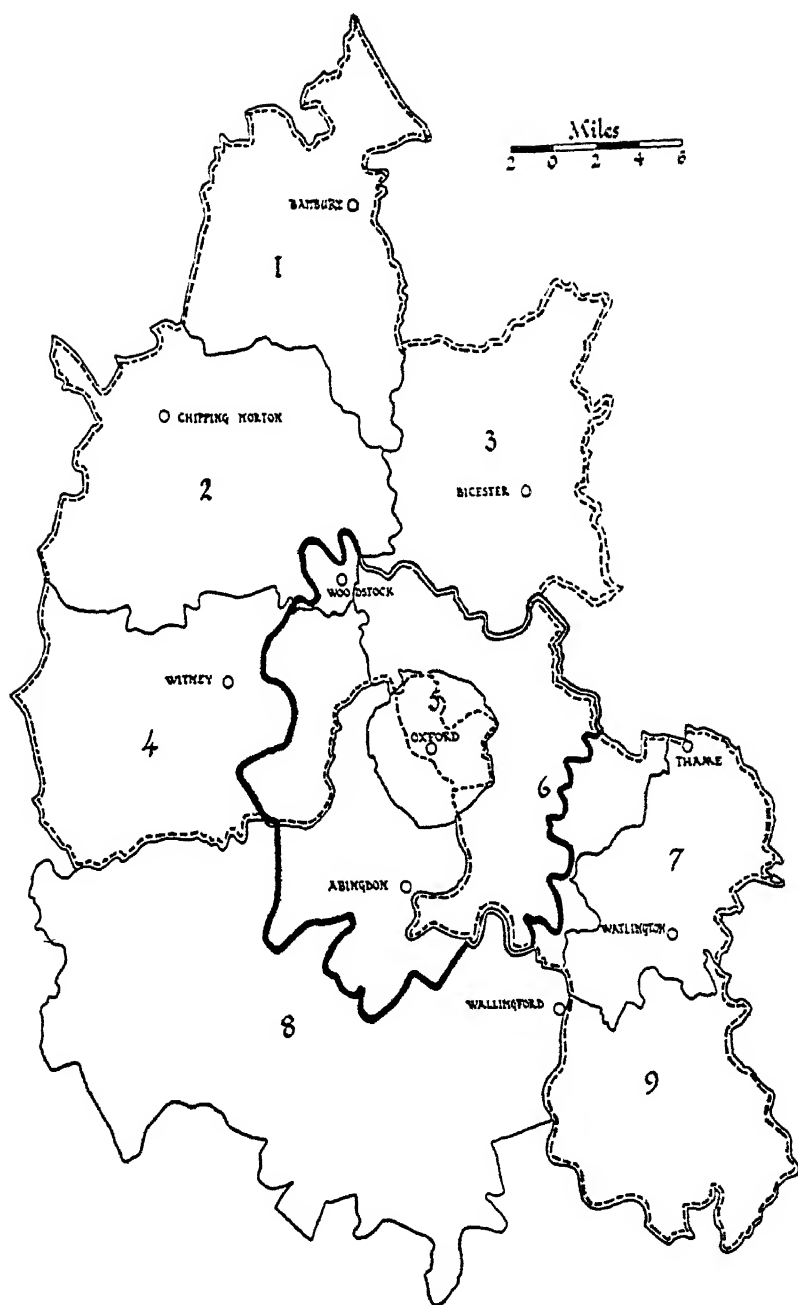 Miles
2 0 2 4 6
BANBURY
1
CHIPPING NORTON
3
2
BICESTER
WOODSTOCK
WITNEY
5
4
OXFORD
THAME
6
7
ABINGDON
WATLINGTON
WALLINGFORD
8
9